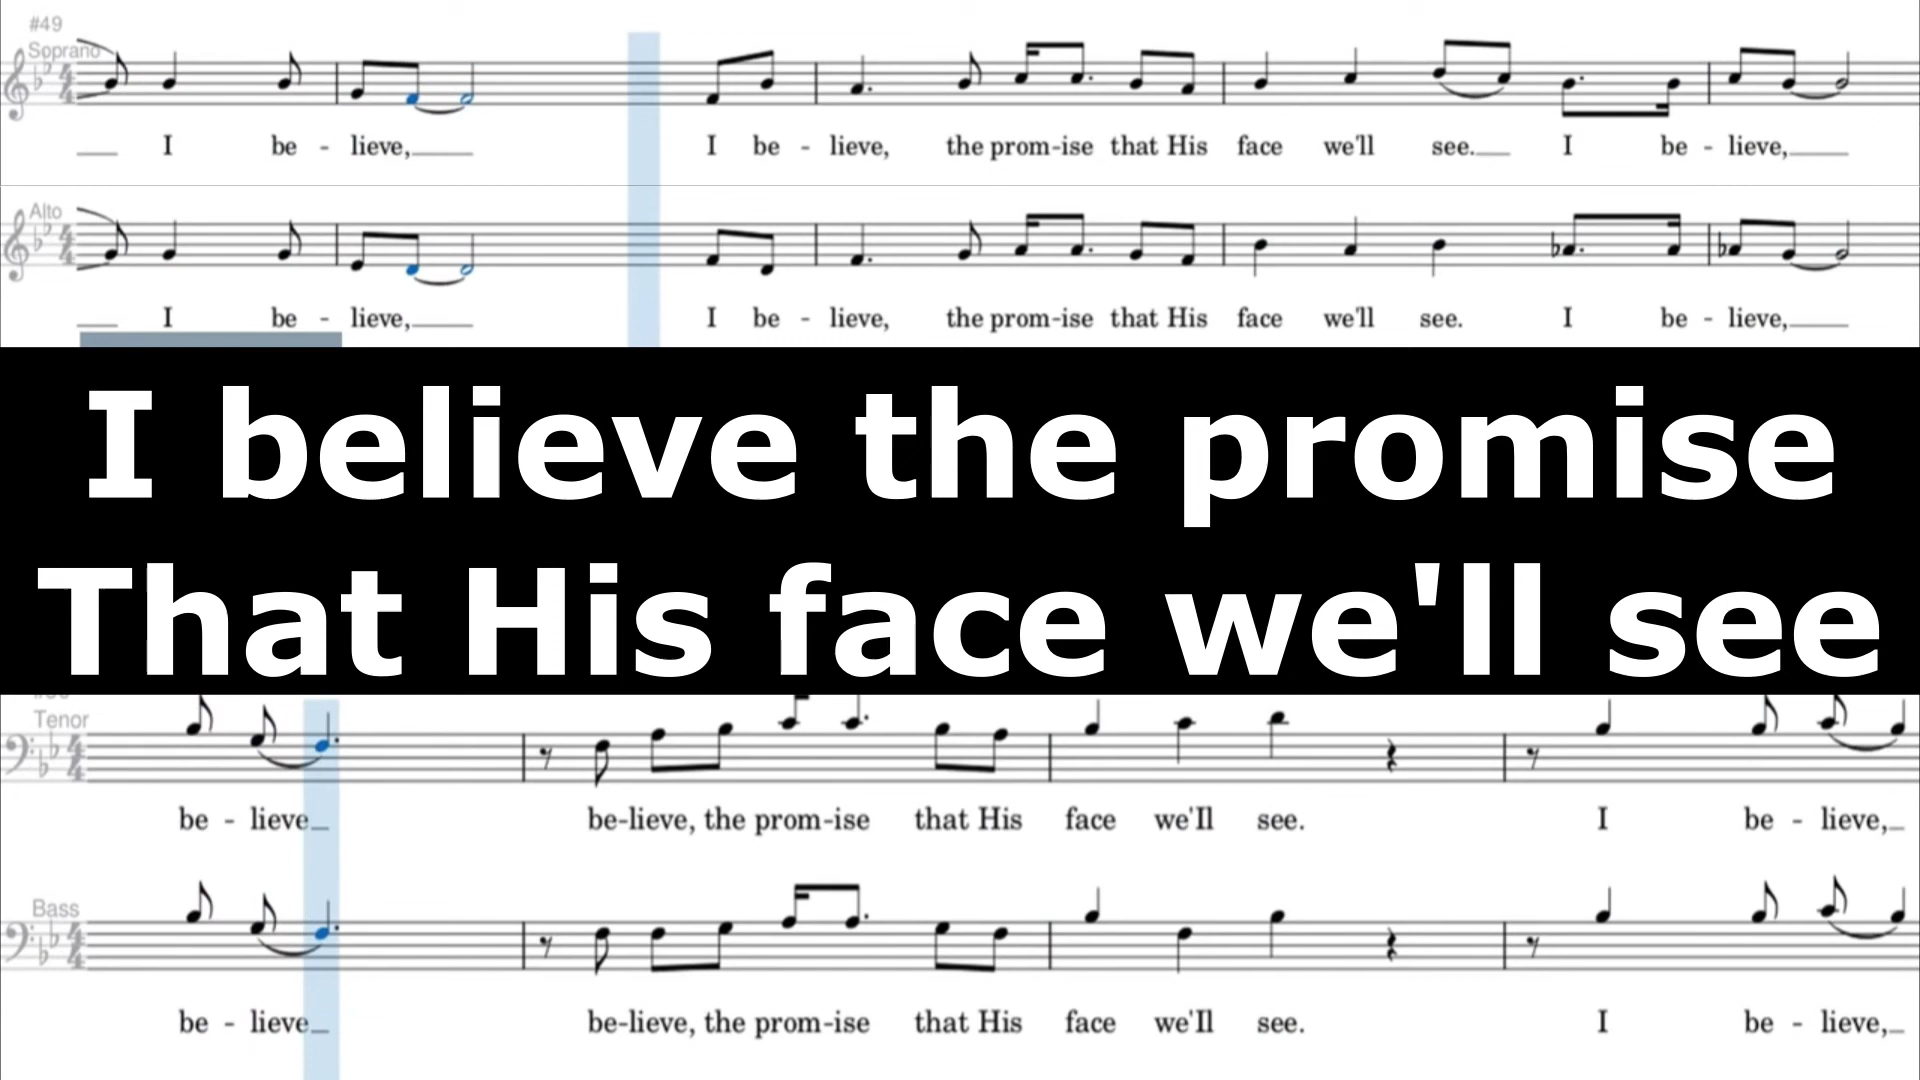 #49
Soprano
I be - lieve, I be - lieve, the prom-ise that His face we'll see. I be - lieve,
Alto
I be - lieve, I be - lieve, the prom-ise that His face we'll see. I be - lieve,
I believe the promise
That His face we'll see
Tenor
be - lieve be-lieve, the prom-ise that His face we'll see. I be - lieve,
Bass
be - lieve be-lieve, the prom-ise that His face we'll see. I be - lieve,